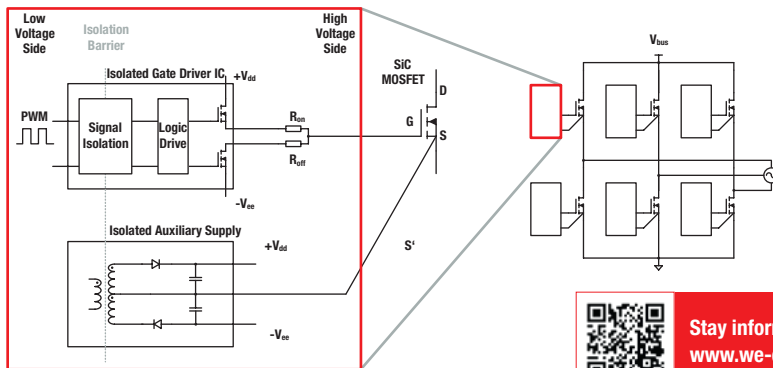 Low
Voltage
Side
Isolation
Barrier
High
Voltage
Side
Isolated Gate Driver IC
+Vdd
PWM
Signal
Isolation
Logic
Drive
Ron
Roff
-Vee
SiC
MOSFET
D
G
S
Isolated Auxiliary Supply
+Vdd
S'
-Vee
Vbus
Stay inform
www.we-